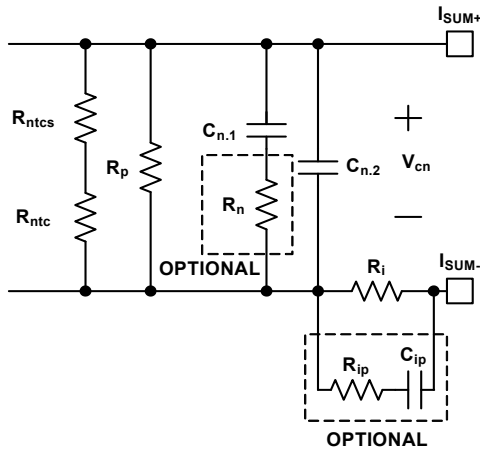 ISUM+
Rntcs
Cn.1
+
Rp
Cn.2
Vcn
Rntc
Rn
−
OPTIONAL
Ri
ISUM-
Rip
Cip
OPTIONAL